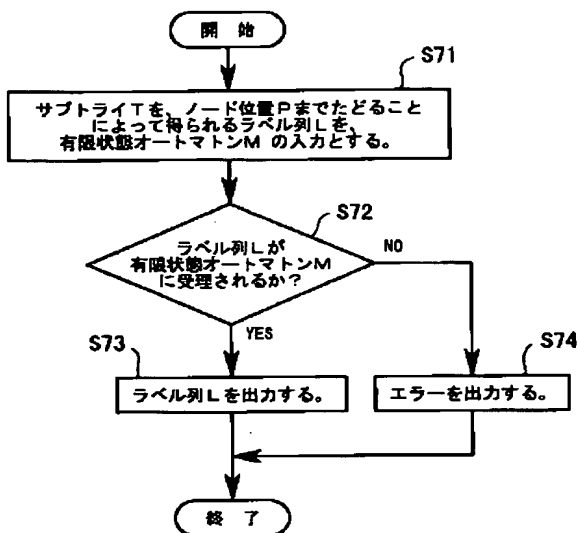 開 始
S71
サブトライTを、ノード位置Pまでたどること
によって得られるラベル列Lを、
有限状態オートマトンM の入力とする。
S72
ラベル列Lが
有限状態オートマトンM
に受理されるか?
NO
YES
S73
ラベル列Lを出力する。
S74
エラーを出力する。
終 了